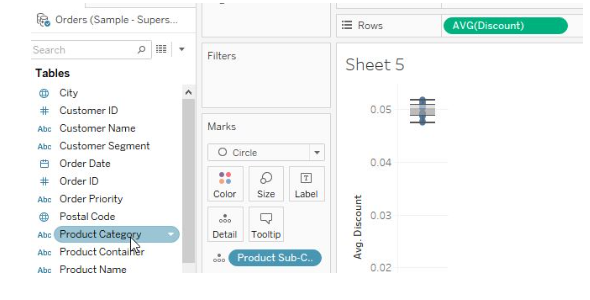 Orders (Sample - Supers...
Search
Tables
City
# Customer ID
Abc Customer Name
Abc Customer Segment
Order Date
# Order ID
Abc Order Priority
Postal Code
Abc Product Category
Abc Product Container
Abc Product Name
Filters
Marks
Circle
Color
Size
T
Label
Detail
Tooltip
Product Sub-C..
Rows
AVG(Discount)
Sheet 5
0.05
0.04
0.03
0.02
Avg. Discount